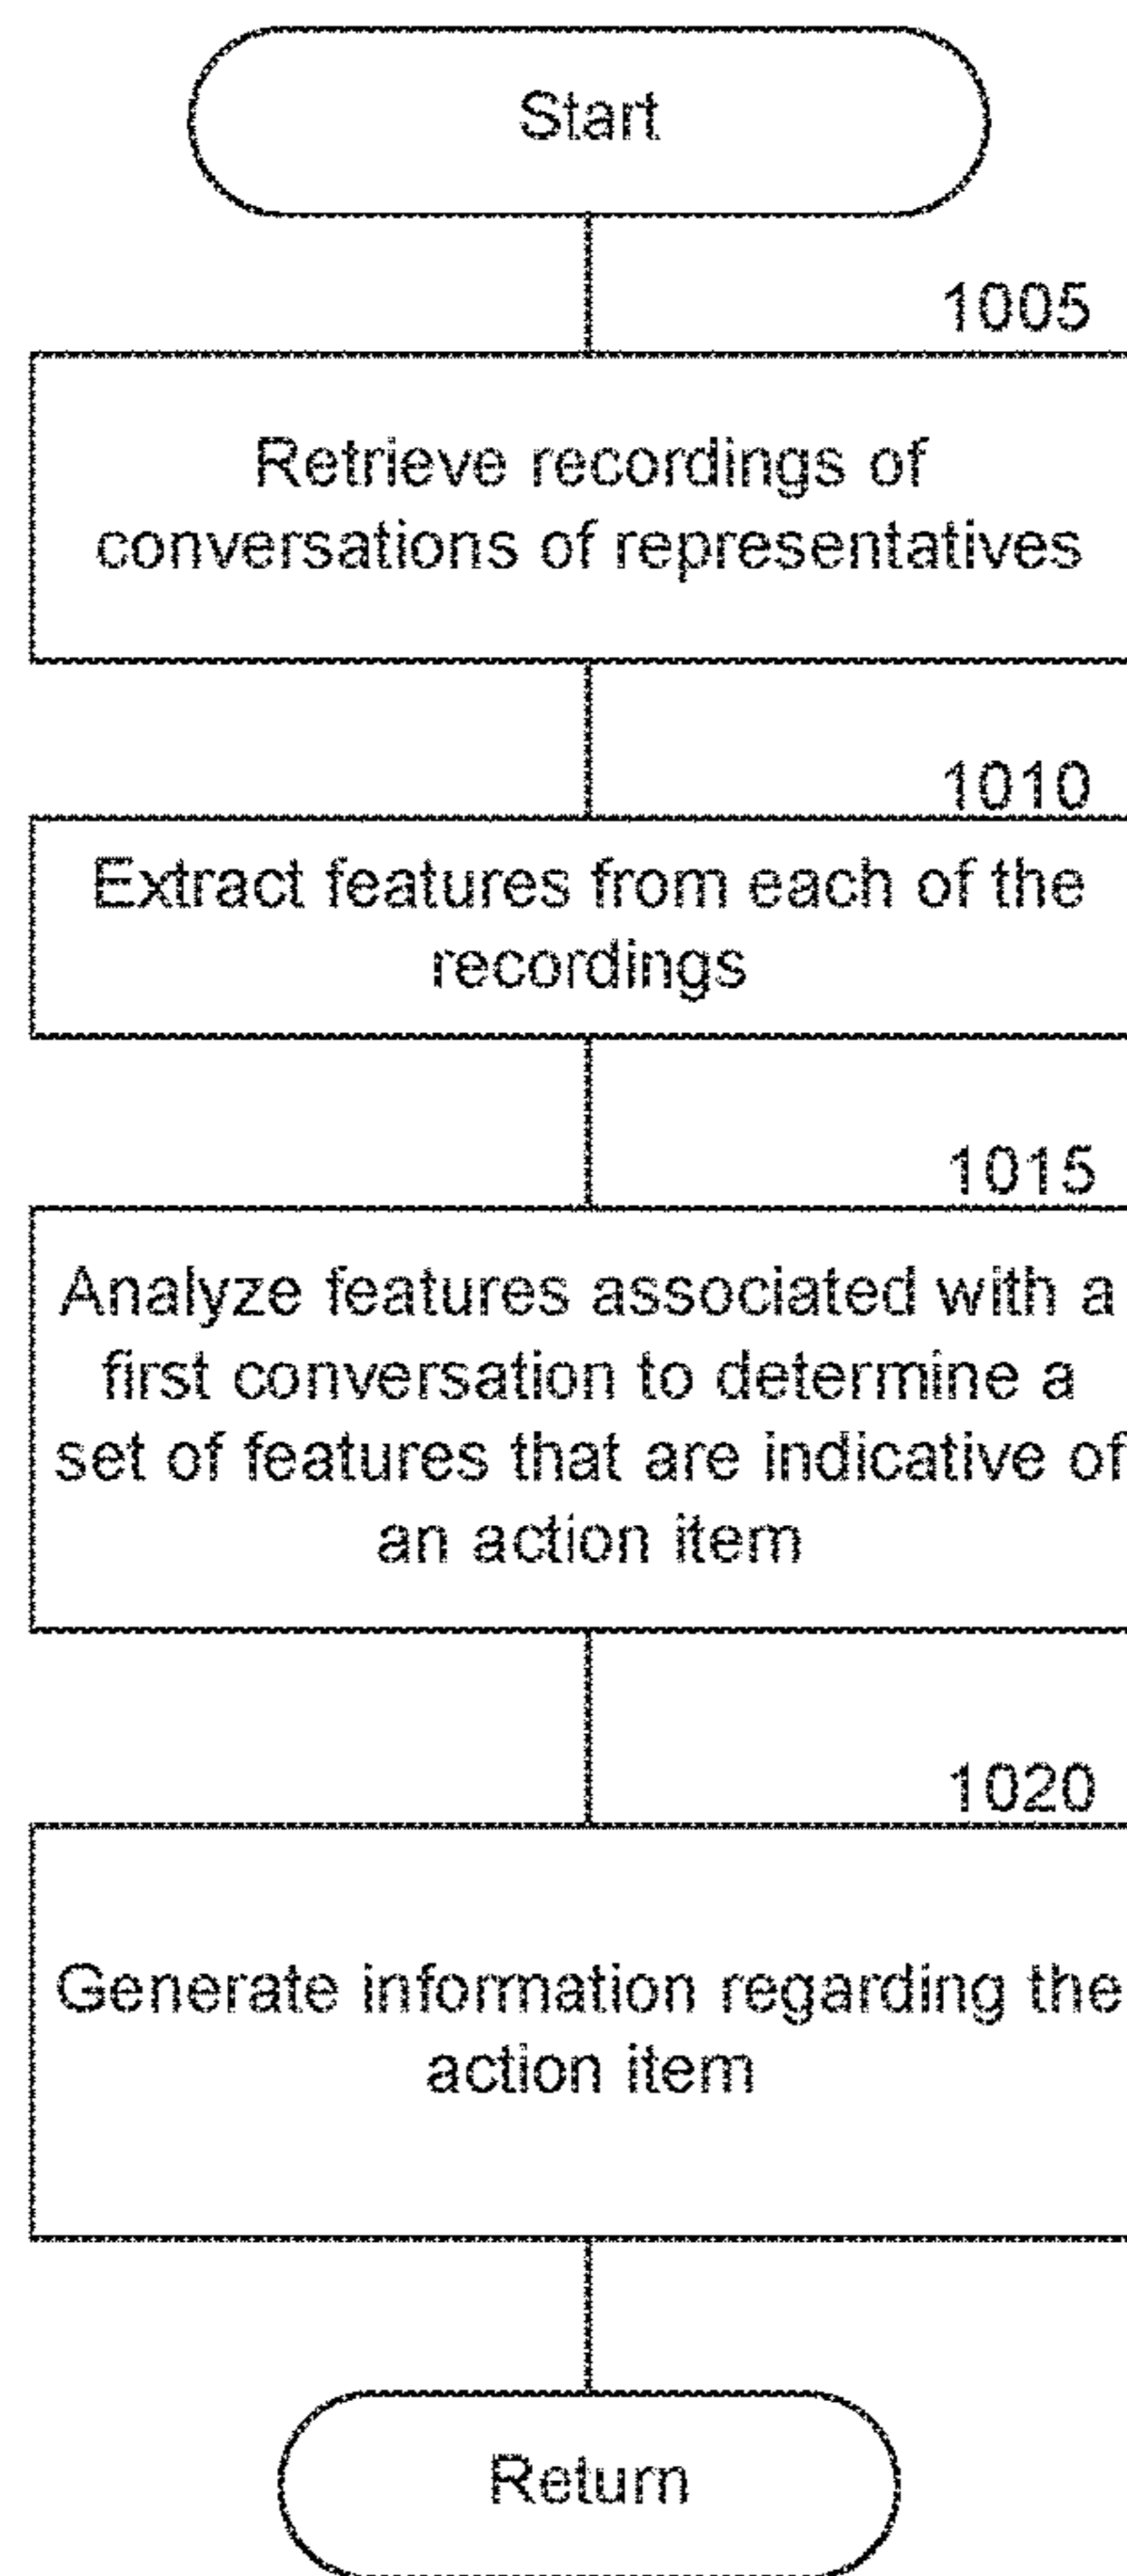 Start
1005
Retrieve recordings of
conversations of representatives
1010
Extract features from each of the
recordings
1015
Analyze features associated with a
first conversation to determine a
set of features that are indicative of
an action item
1020
Generate information regarding the
action item
Return